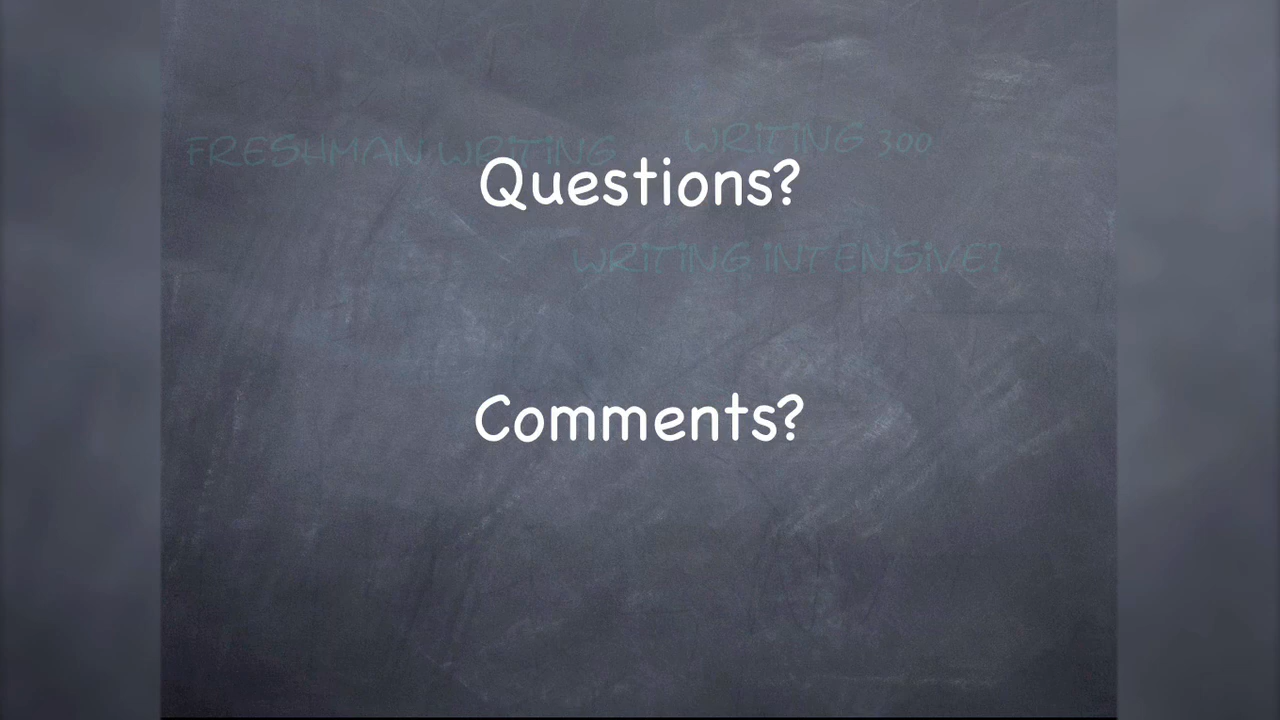 FRESHMAN WRITING
WRITING 300
Questions?
WRITING INTENSIVE?
Comments?